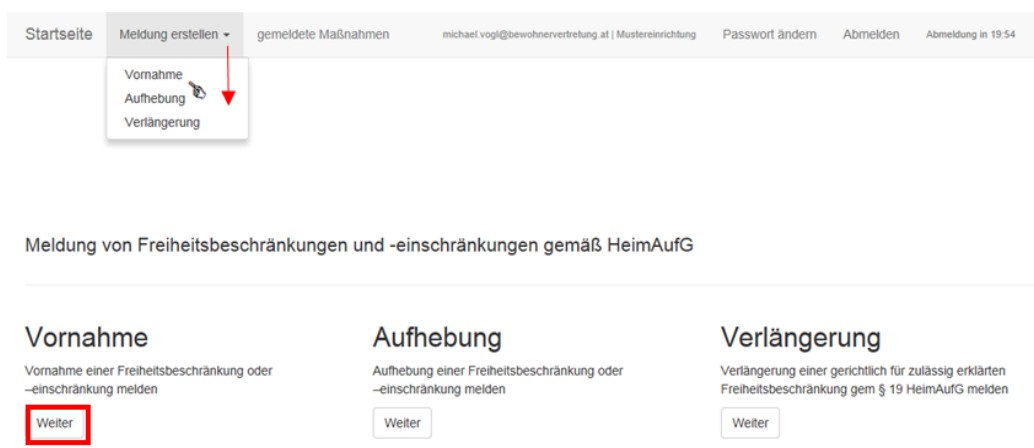 Startseite Meldung erstellen gemeldete Maßnahmen michael.vogl@bewohnervertretung.at | Mustereinrichtung Passwort ändern Abmelden Abmeldung in 19:54
Vornahme
Aufhebung
Verlängerung
Meldung von Freiheitsbeschränkungen und -einschränkungen gemäß HeimAufG
Vornahme
Vornahme einer Freiheitsbeschränkung oder
–einschränkung melden
Weiter
Aufhebung
Aufhebung einer Freiheitsbeschränkung oder
–einschränkung melden
Weiter
Verlängerung
Verlängerung einer gerichtlich für zulässig erklärten
Freiheitsbeschränkung gem § 19 HeimAufG melden
Weiter